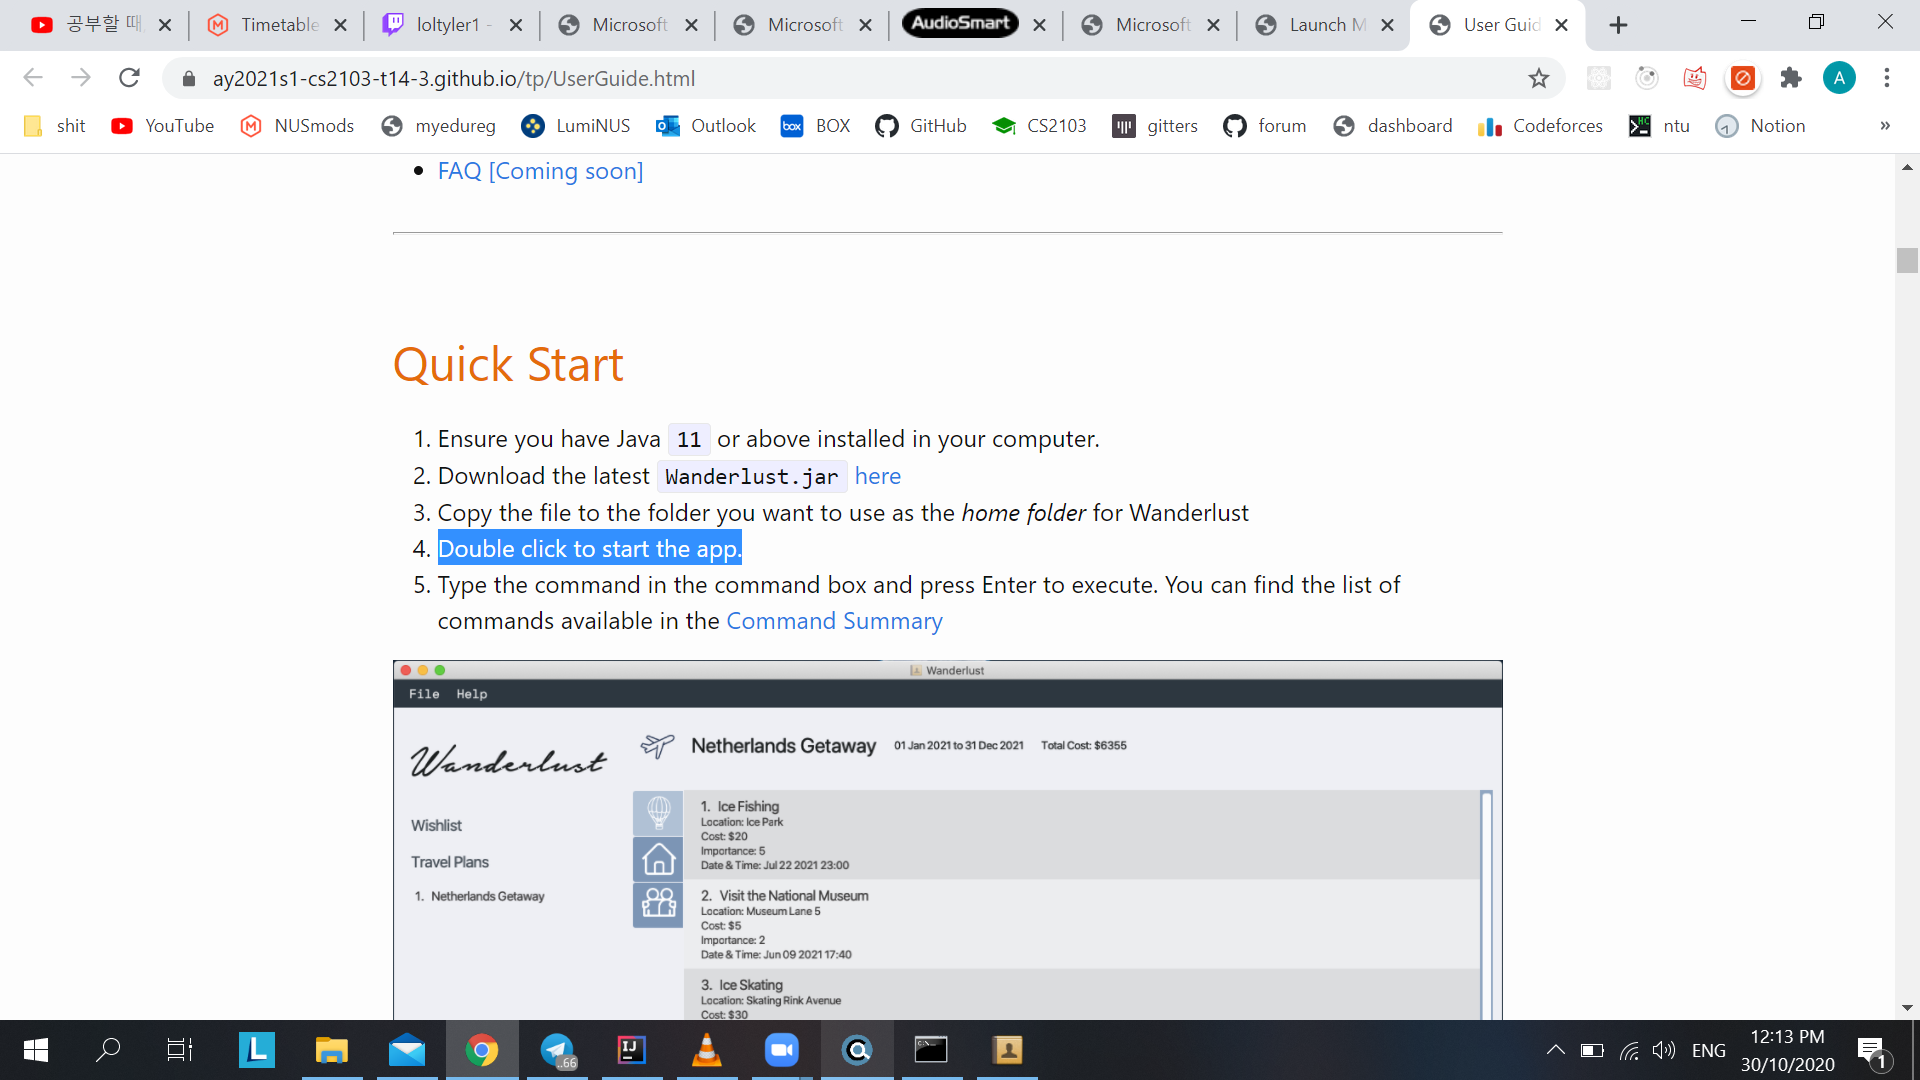 공부할 때
Timetable
loltyler1 -
Microsoft
Microsoft
AudioSmart
Microsoft
Launch M
User Guid
ay2021s1-cs2103-t14-3.github.io/tp/UserGuide.html
A
shit
YouTube
NUSmods
myedureg
LumiNUS
Outlook
box
BOX
GitHub
CS2103
gitters
forum
dashboard
Codeforces
ntu
Notion
»
FAQ [Coming soon]
Quick Start
1. Ensure you have Java 11 or above installed in your computer.
2. Download the latest Wanderlust.jar here
3. Copy the file to the folder you want to use as the home folder for Wanderlust
4. Double click to start the app.
5. Type the command in the command box and press Enter to execute. You can find the list of
commands available in the Command Summary
Wanderlust
File Help
Wanderlust
Netherlands Getaway 01 Jan 2021 to 31 Dec 2021 Total Cost: $6355
Wishlist
Travel Plans
1. Netherlands Getaway
1. Ice Fishing
Location: Ice Park
Cost: $20
Importance: 5
Date & Time: Jul 22 2021 23:00
2. Visit the National Museum
Location: Museum Lane 5
Cost: $5
Importance: 2
Date & Time: Jun 09 2021 17:40
3. Ice Skating
Location: Skating Rink Avenue
Cost: $30
L
..66
IJ
ENG
12:13 PM
30/10/2020
1